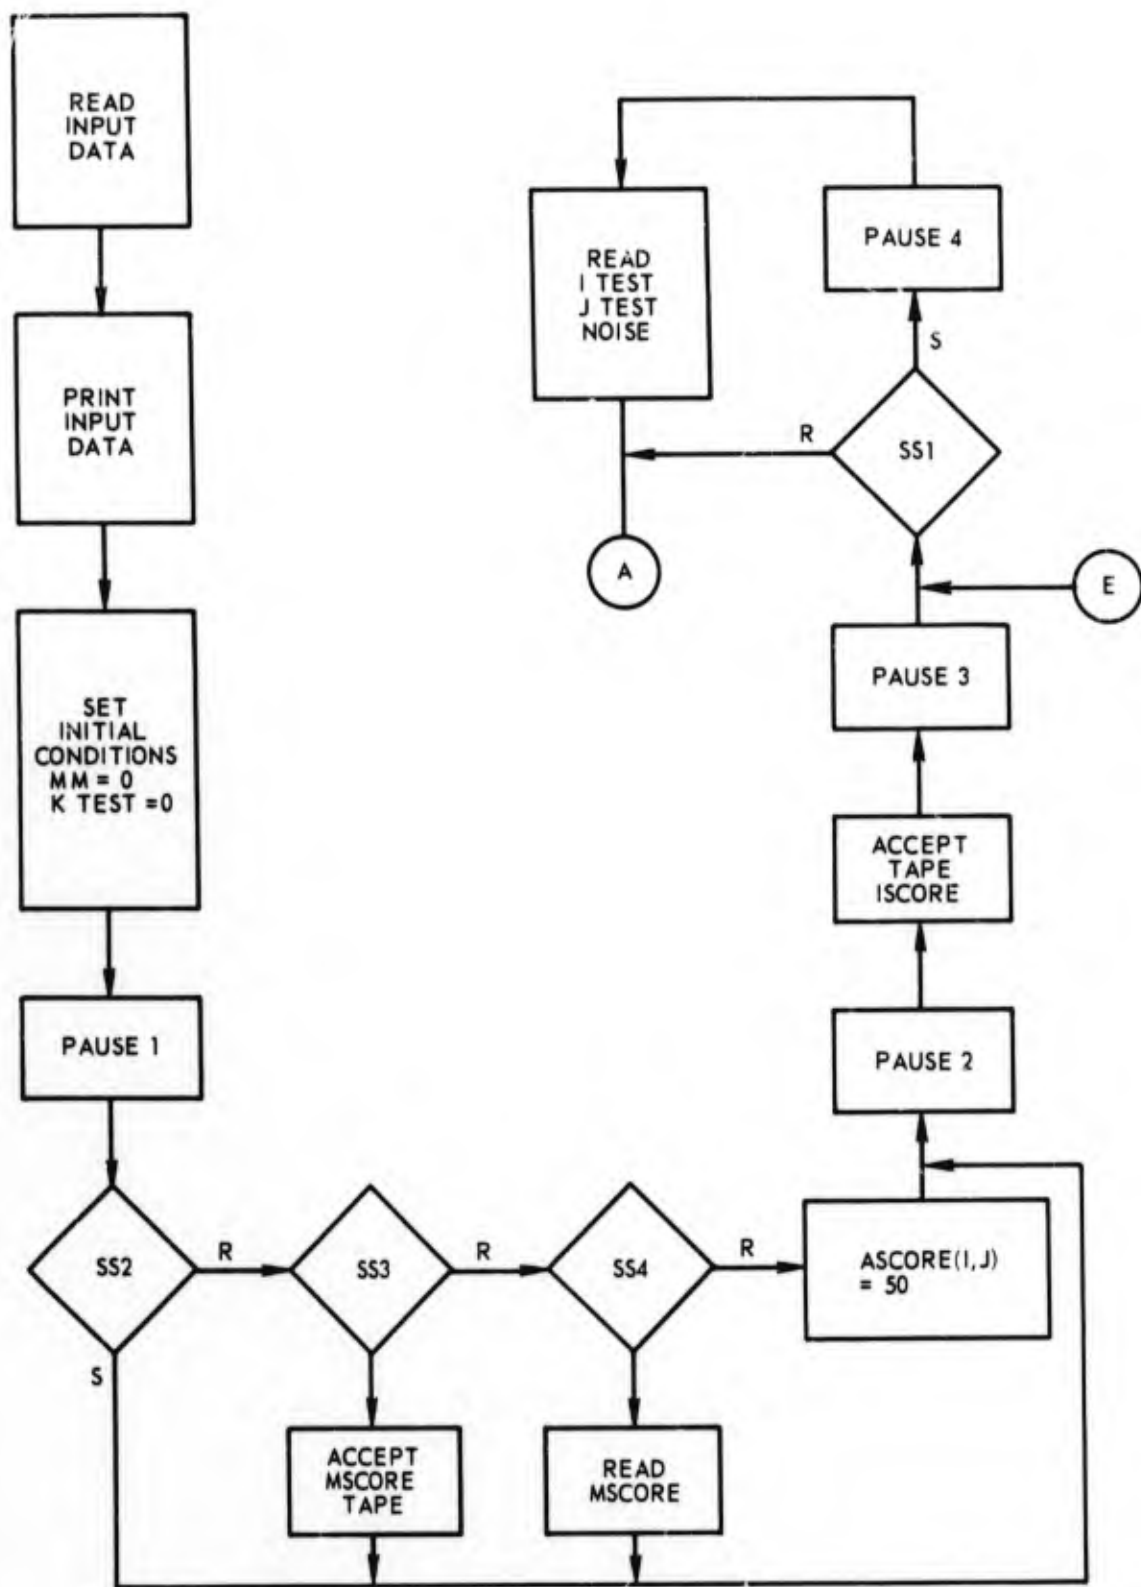 READ
INPUT
DATA
PRINT
INPUT
DATA
SET
INITIAL
CONDITIONS
MM = 0
K TEST =0
PAUSE 1
SS2
R
S
SS3
R
ACCEPT
MSCORE
TAPE
SS4
R
READ
MSCORE
ASCORE(I,J)
= 50
PAUSE 2
ACCEPT
TAPE
ISCORE
PAUSE 3
E
SS1
R
S
PAUSE 4
READ
I TEST
J TEST
NOISE
A